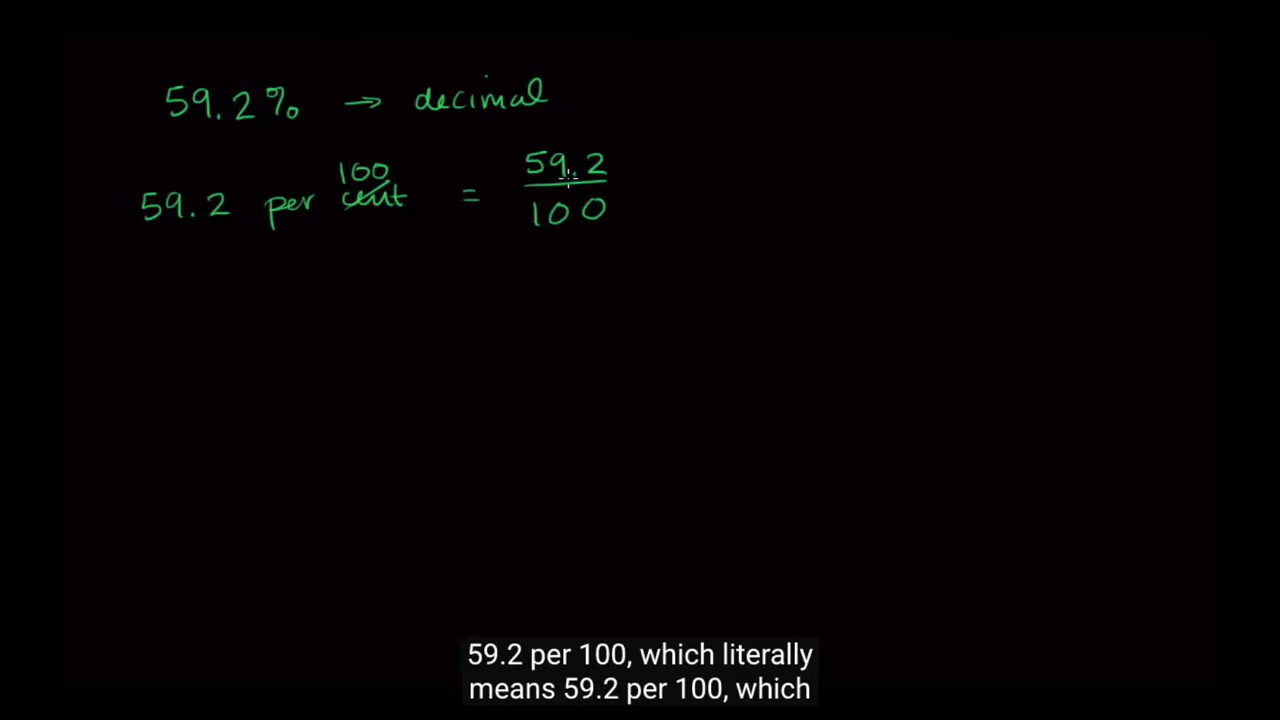 59.2% → decimal
59.2 per cent 100 = 59.2
100
59.2 per 100, which literally
means 59.2 per 100, which